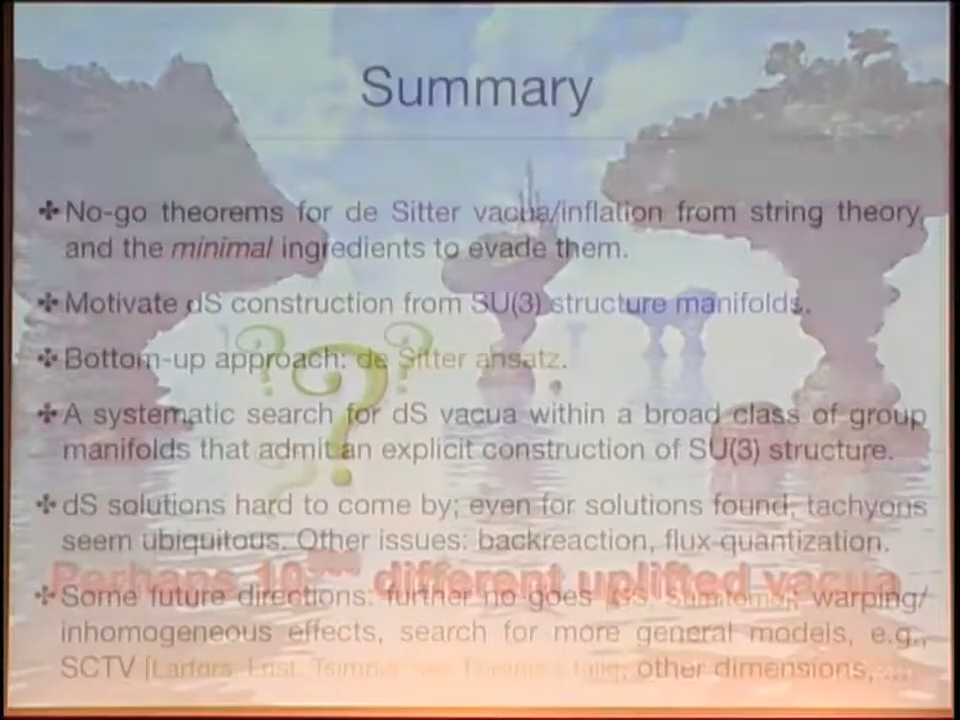 Summary
✤ No-go theorems for de Sitter vacua/inflation from string theory,
and the minimal ingredients to evade them.
✤ Motivate dS construction from SU(3) structure manifolds.
✤ Bottom-up approach: de Sitter ansatz.
✤ A systematic search for dS vacua within a broad class of group
manifolds that admit an explicit construction of SU(3) structure.
✤ dS solutions hard to come by; even for solutions found, tachyons
seem ubiquitous. Other issues: backreaction, flux quantization.
Perhaps different uplifted vacua
✤ Some future directions: further no goes warping/
inhomogeneous effects, search for more general models, e.g.,
SCTV other dimensions, ...
? ? ?